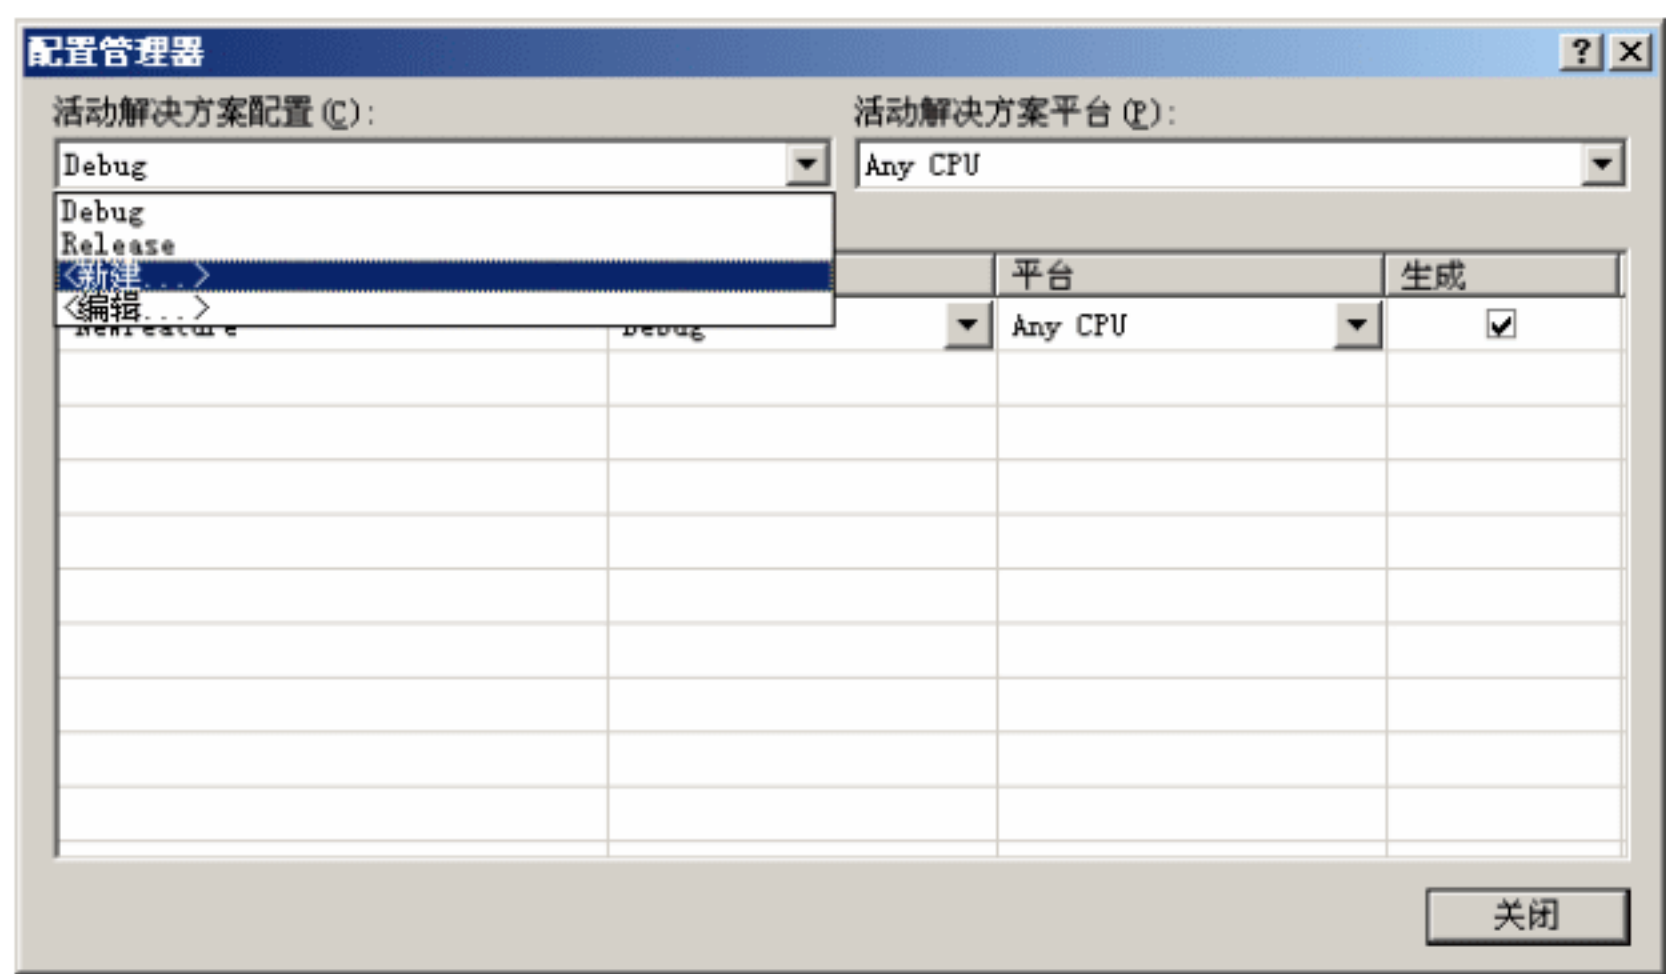 配置管理器
活动解决方案配置(C):
活动解决方案平台(P):
Debug
Any CPU
Debug
Release
<新建...>
<编辑...>
平台
生成
NewFeature
Debug
Any CPU
关闭